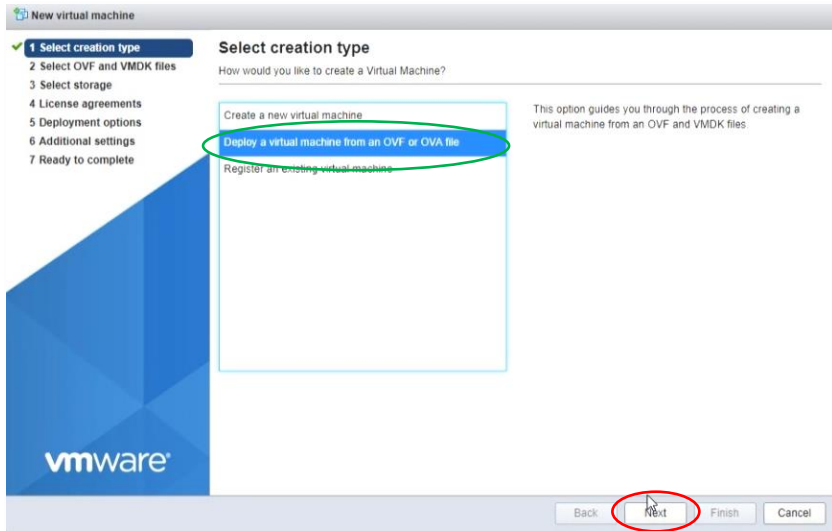 New virtual machine
1 Select creation type
2 Select OVF and VMDK files
3 Select storage
4 License agreements
5 Deployment options
6 Additional settings
7 Ready to complete
Select creation type
How would you like to create a Virtual Machine?
Create a new virtual machine
Deploy a virtual machine from an OVF or OVA file
Register an existing virtual machine
This option guides you through the process of creating a
virtual machine from an OVF and VMDK files.
vmware
Back Next Finish Cancel